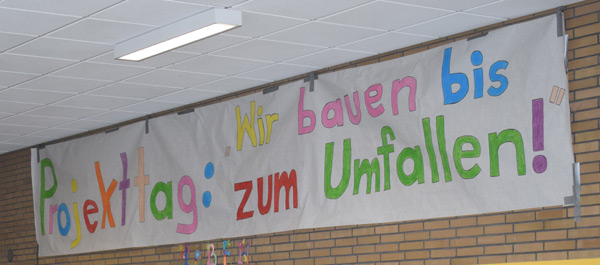 Projekttag: „Wir bauen bis
zum Umfallen!“